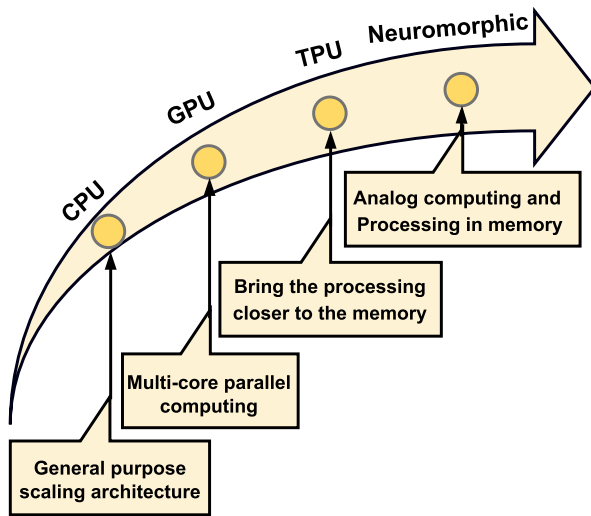 CPU
GPU
TPU
Neuromorphic
Analog computing and
Processing in memory
Bring the processing
closer to the memory
Multi-core parallel
computing
General purpose
scaling architecture